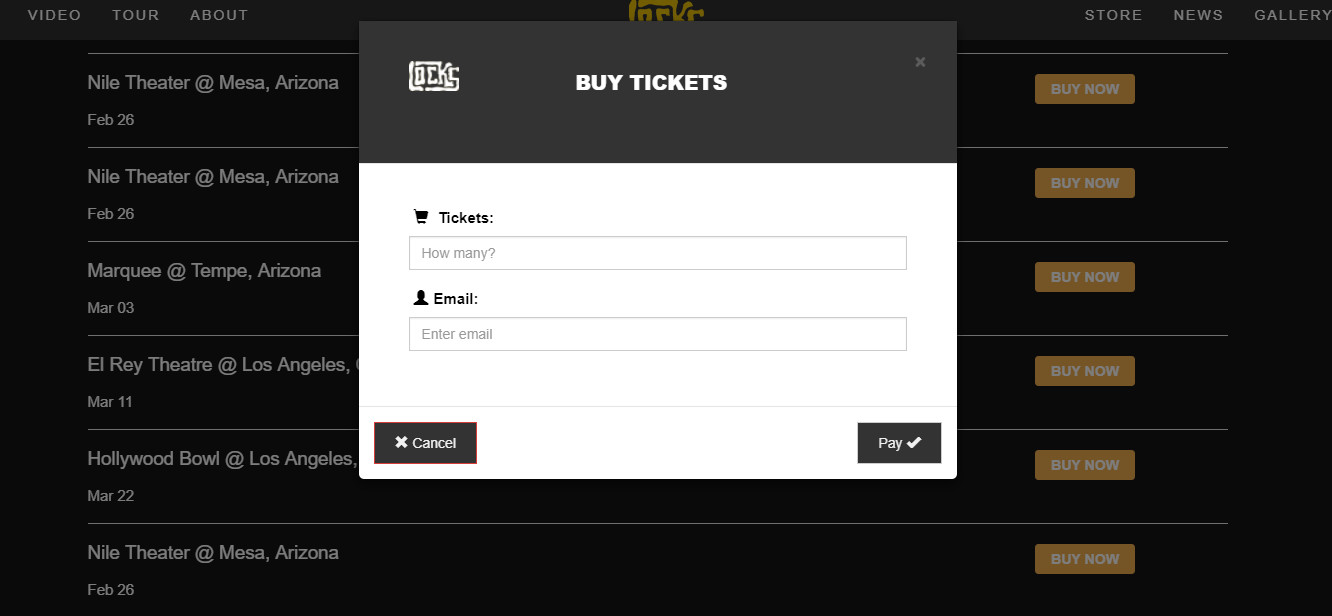 VIDEO TOUR ABOUT LOCKS STORE NEWS GALLERY
LOCKS BUY TICKETS ×
Nile Theater @ Mesa, Arizona BUY NOW
Feb 26
Nile Theater @ Mesa, Arizona BUY NOW
Feb 26
Tickets:
How many?
Marquee @ Tempe, Arizona BUY NOW
Mar 03
Email:
Enter email
El Rey Theatre @ Los Angeles, BUY NOW
Mar 11
Cancel Pay
Hollywood Bowl @ Los Angeles, BUY NOW
Mar 22
Nile Theater @ Mesa, Arizona BUY NOW
Feb 26